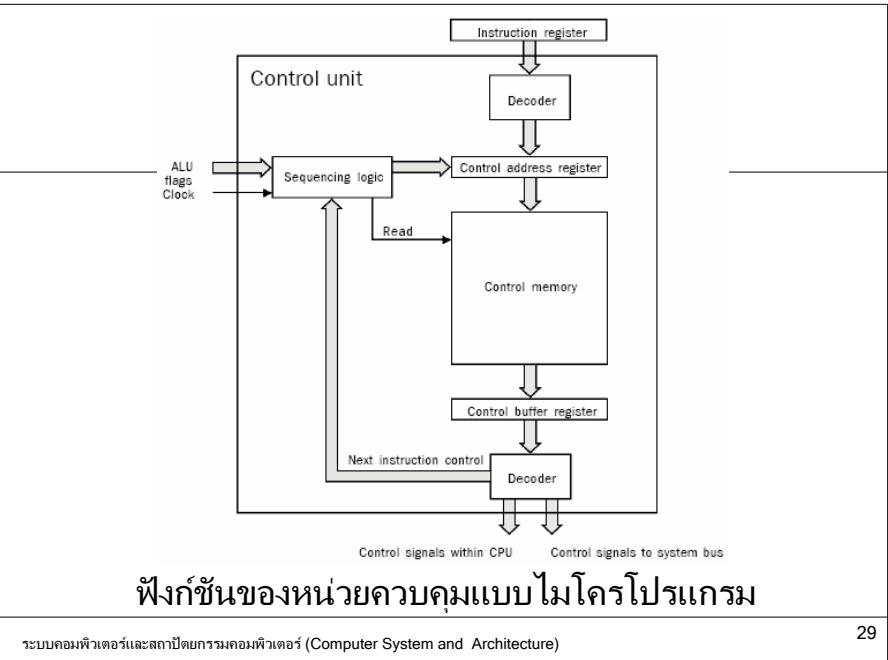 Instruction register
Control unit
Decoder
ALU
flags
Clock
Sequencing logic
Control address register
Read
Control memory
Control buffer register
Next instruction control
Decoder
Control signals within CPU
Control signals to system bus
ฟังก์ชันของหน่วยควบคุมแบบไมโครโปรแกรม
ระบบคอมพิวเตอร์และสถาปัตยกรรมคอมพิวเตอร์ (Computer System and Architecture)
29